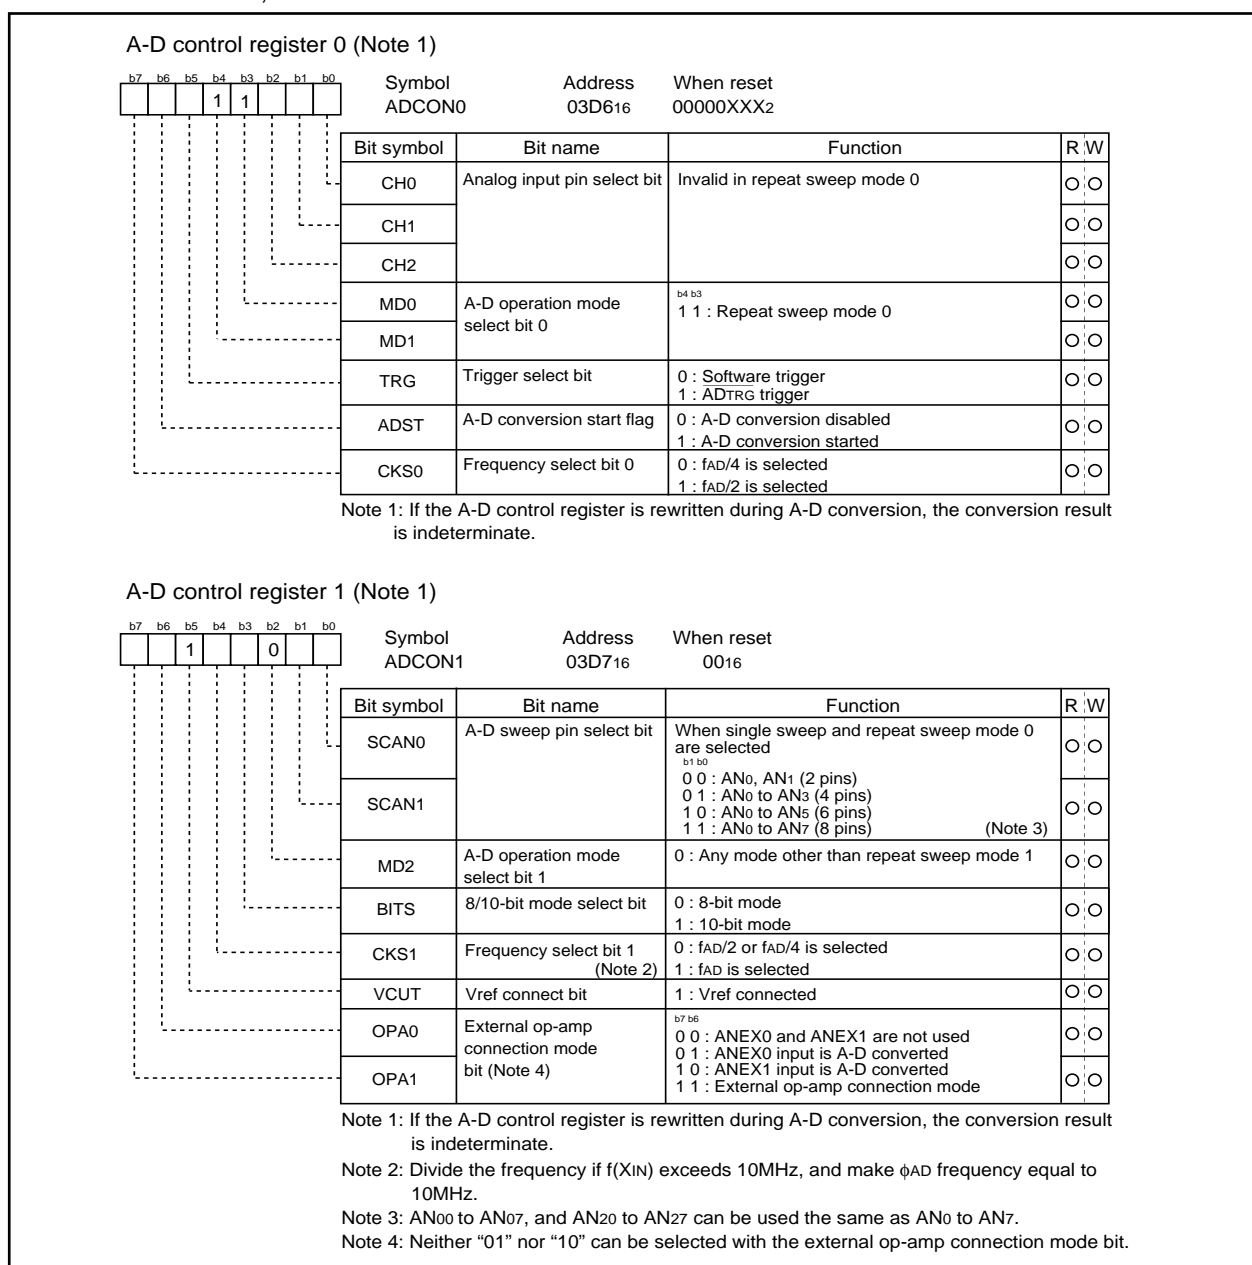 A-D control register 0 (Note 1)
b7 b6 b5 b4 b3 b2 b1 b0
1 1
Symbol Address When reset
ADCON0 03D616 00000XXX2
Bit symbol Bit name Function R W
CH0 Analog input pin select bit Invalid in repeat sweep mode 0
CH1
CH2
MD0 A-D operation mode select bit 0 b4 b3
1 1 : Repeat sweep mode 0
MD1
TRG Trigger select bit 0 : Software trigger
1 : ADTRG trigger
ADST A-D conversion start flag 0 : A-D conversion disabled
1 : A-D conversion started
CKS0 Frequency select bit 0 0 : fAD/4 is selected
1 : fAD/2 is selected
Note 1: If the A-D control register is rewritten during A-D conversion, the conversion result
is indeterminate.
A-D control register 1 (Note 1)
b7 b6 b5 b4 b3 b2 b1 b0
1 0
Symbol Address When reset
ADCON1 03D716 0016
Bit symbol Bit name Function R W
SCAN0 A-D sweep pin select bit When single sweep and repeat sweep mode 0
are selected
b1 b0
0 0 : AN0, AN1 (2 pins)
SCAN1 0 1 : AN0 to AN3 (4 pins)
1 0 : AN0 to AN5 (6 pins)
1 1 : AN0 to AN7 (8 pins) (Note 3)
MD2 A-D operation mode select bit 1 0 : Any mode other than repeat sweep mode 1
BITS 8/10-bit mode select bit 0 : 8-bit mode
1 : 10-bit mode
CKS1 Frequency select bit 1 (Note 2) 0 : fAD/2 or fAD/4 is selected
1 : fAD is selected
VCUT Vref connect bit 1 : Vref connected
OPA0 External op-amp connection mode bit (Note 4) b7 b6
0 0 : ANEX0 and ANEX1 are not used
0 1 : ANEX0 input is A-D converted
OPA1 1 0 : ANEX1 input is A-D converted
1 1 : External op-amp connection mode
Note 1: If the A-D control register is rewritten during A-D conversion, the conversion result
is indeterminate.
Note 2: Divide the frequency if f(XIN) exceeds 10MHz, and make ϕAD frequency equal to
10MHz.
Note 3: AN00 to AN07, and AN20 to AN27 can be used the same as AN0 to AN7.
Note 4: Neither “01” nor “10” can be selected with the external op-amp connection mode bit.